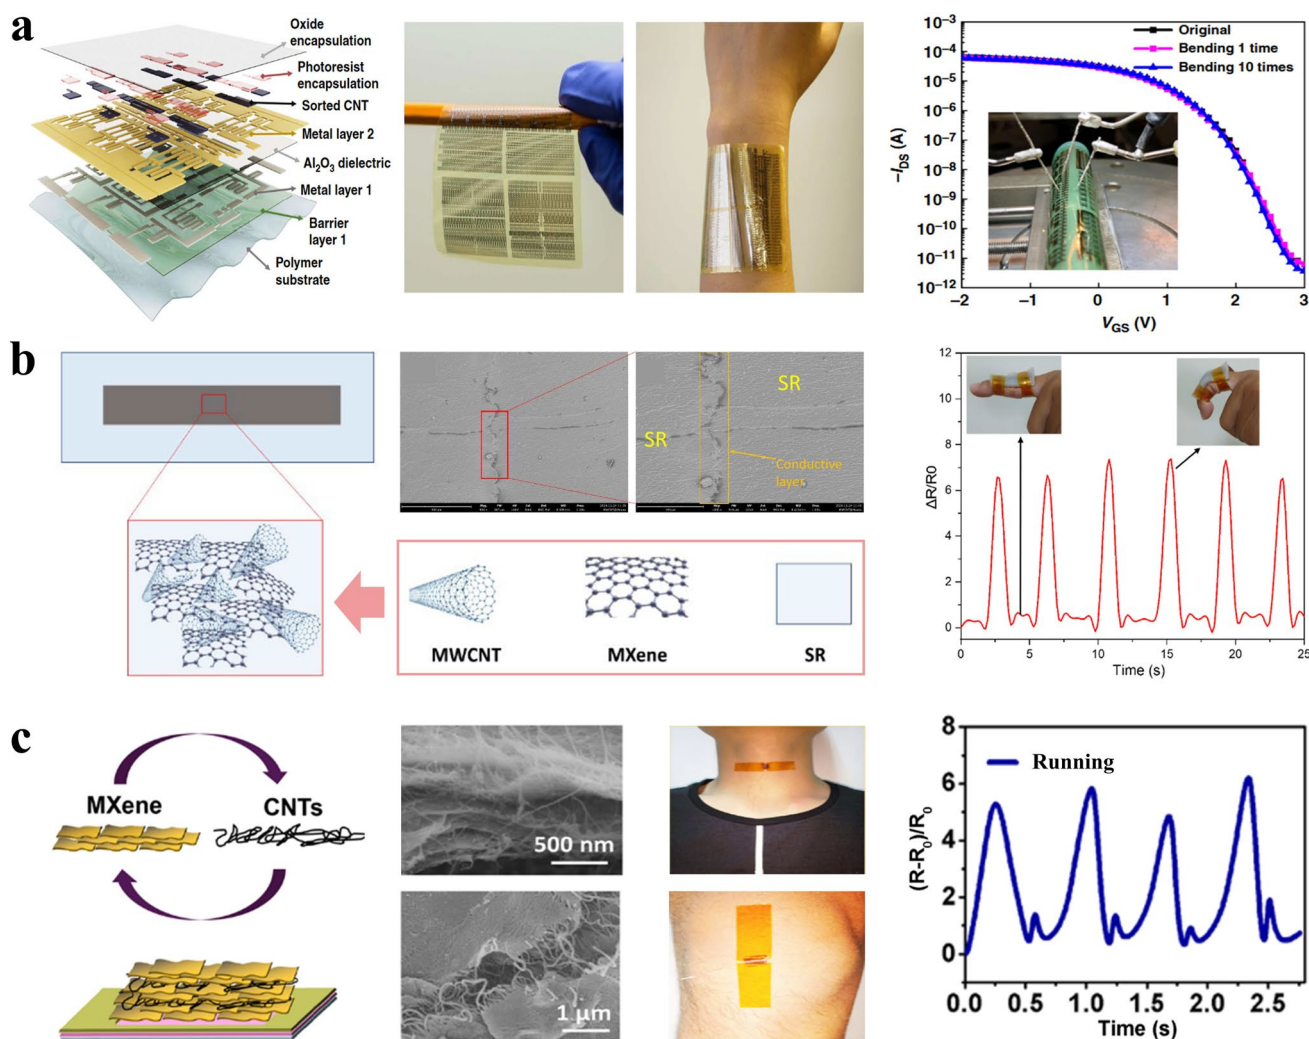 a
Oxide
encapsulation
Photoresist
encapsulation
Sorted CNT
Metal layer 2
Al₂O₃ dielectric
Metal layer 1
Barrier
layer 1
Polymer
substrate
−I_DS (A)
10⁻³
10⁻⁴
10⁻⁵
10⁻⁶
10⁻⁷
10⁻⁸
10⁻⁹
10⁻¹⁰
10⁻¹¹
10⁻¹²
Original
Bending 1 time
Bending 10 times
−2 −1 0 1 2 3
V_GS (V)
b
SR
SR
Conductive
layer
MWCNT MXene SR
ΔR/R0
12
10
8
6
4
2
0
0 5 10 15 20 25
Time (s)
c
MXene CNTs
500 nm
1 μm
(R-R₀)/R₀
8
6
4
2
0
Running
0.0 0.5 1.0 1.5 2.0 2.5
Time (s)